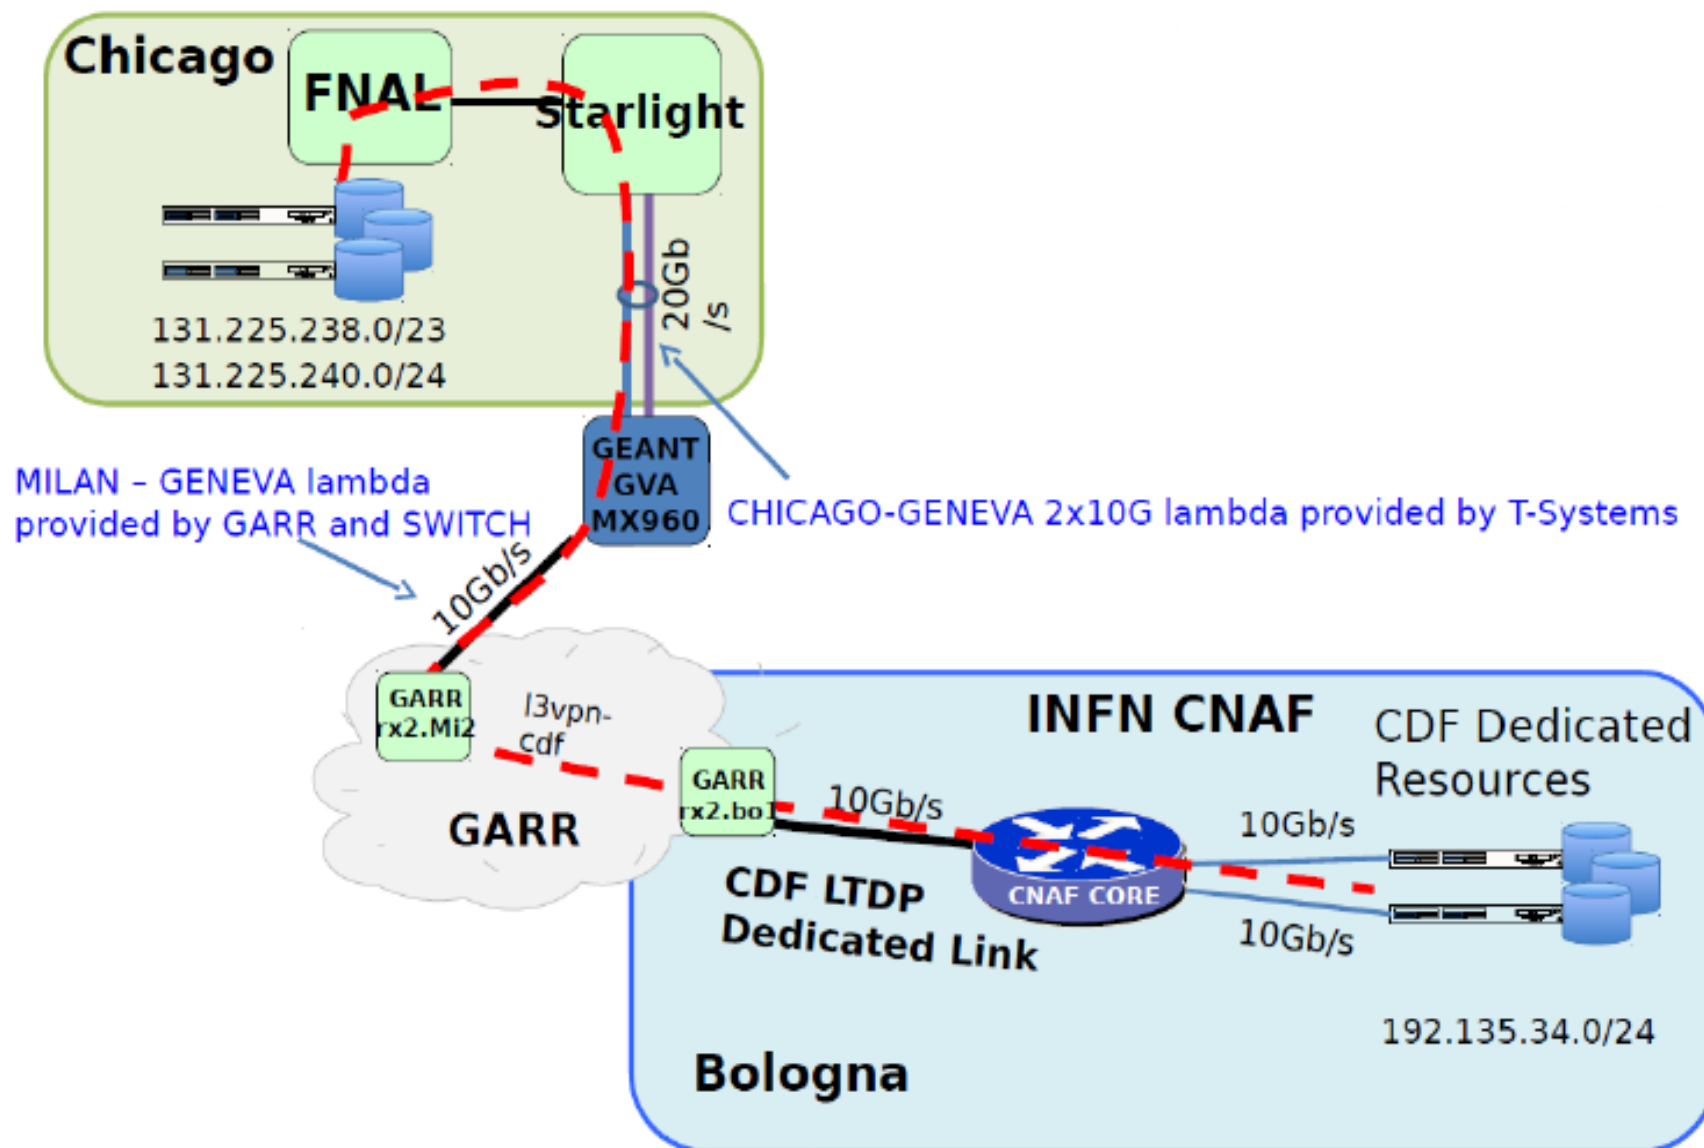 Chicago
FNAL
Starlight
20Gb
/s
131.225.238.0/23
131.225.240.0/24
GEANT
GVA
MX960
MILAN – GENEVA lambda
provided by GARR and SWITCH
CHICAGO-GENEVA 2x10G lambda provided by T-Systems
10Gb/s
GARR
rx2.Mi2
l3vpn-
cdf
GARR
GARR
rx2.bo1
INFN CNAF
CDF Dedicated
Resources
10Gb/s
10Gb/s
CNAF CORE
10Gb/s
CDF LTDP
Dedicated Link
192.135.34.0/24
Bologna